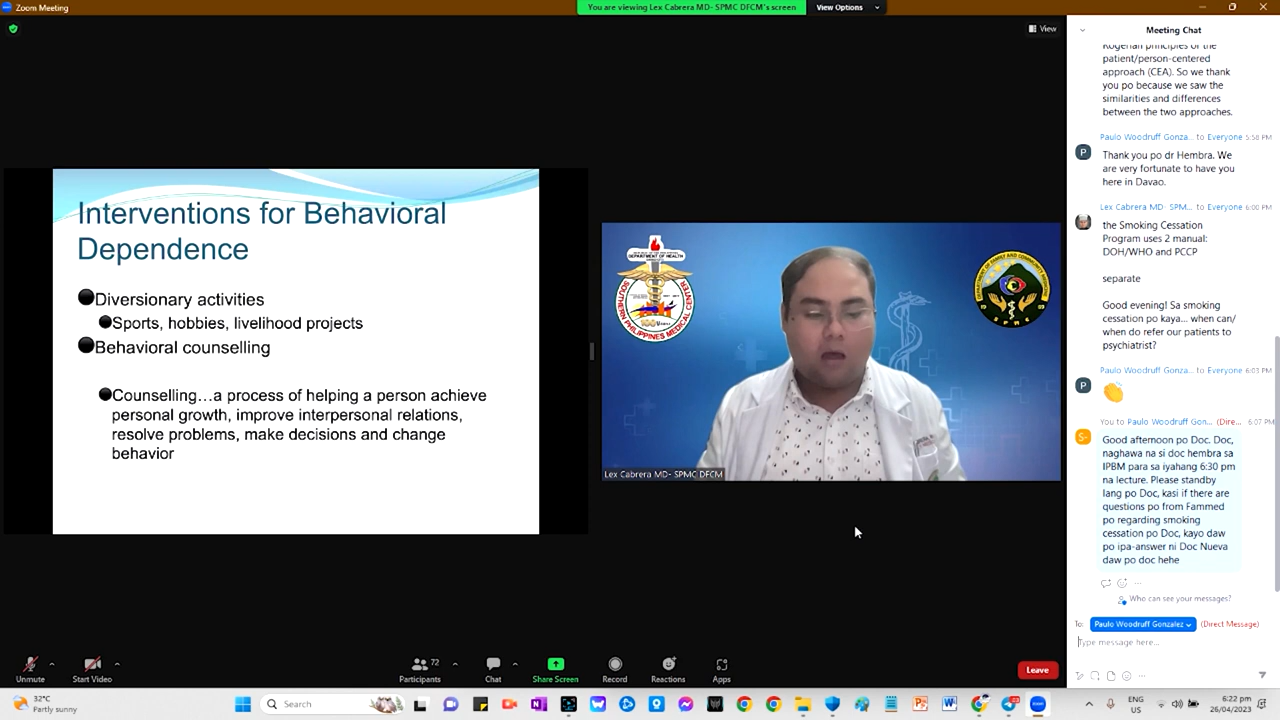 Zoom Meeting
You are viewing Lex Cabrera MD- SPMC DFCM's screen
View Options
View
Interventions for Behavioral
Dependence
Diversionary activities
Sports, hobbies, livelihood projects
Behavioral counselling
Counselling…a process of helping a person achieve
personal growth, improve interpersonal relations,
resolve problems, make decisions and change
behavior
DEPARTMENT OF HEALTH
SOUTHERN PHILIPPINES MEDICAL CENTER
SPMC
Lex Cabrera MD- SPMC DFCM
Meeting Chat
Rogerian principles of the
patient/person-centered
approach (CEA). So we thank
you po because we saw the
similarities and differences
between the two approaches.
Paulo Woodruff Gonza... to Everyone 5:58 PM
P
Thank you po dr Hembra. We
are very fortunate to have you
here in Davao.
Lex Cabrera MD- SPM... to Everyone 6:00 PM
the Smoking Cessation
Program uses 2 manual:
DOH/WHO and PCCP
separate
Good evening! Sa smoking
cessation po kaya... when can/
when do refer our patients to
psychiatrist?
Paulo Woodruff Gonza... to Everyone 6:03 PM
P
You to Paulo Woodruff Gon... (Dire... 6:07 PM
S-
Good afternoon po Doc. Doc,
naghawa na si doc hembra sa
IPBM para sa iyahang 6:30 pm
na lecture. Please standby
lang po Doc, kasi if there are
questions po from Fammed
po regarding smoking
cessation po Doc, kayo daw
po ipa-answer ni Doc Nueva
daw po doc hehe
Who can see your messages?
To: Paulo Woodruff Gonzalez (Direct Message)
Type message here...
Unmute
Start Video
72
Participants
Chat
Share Screen
Record
Reactions
Apps
Leave
32°C
Partly sunny
Search
ENG
US
6:22 pm
26/04/2023